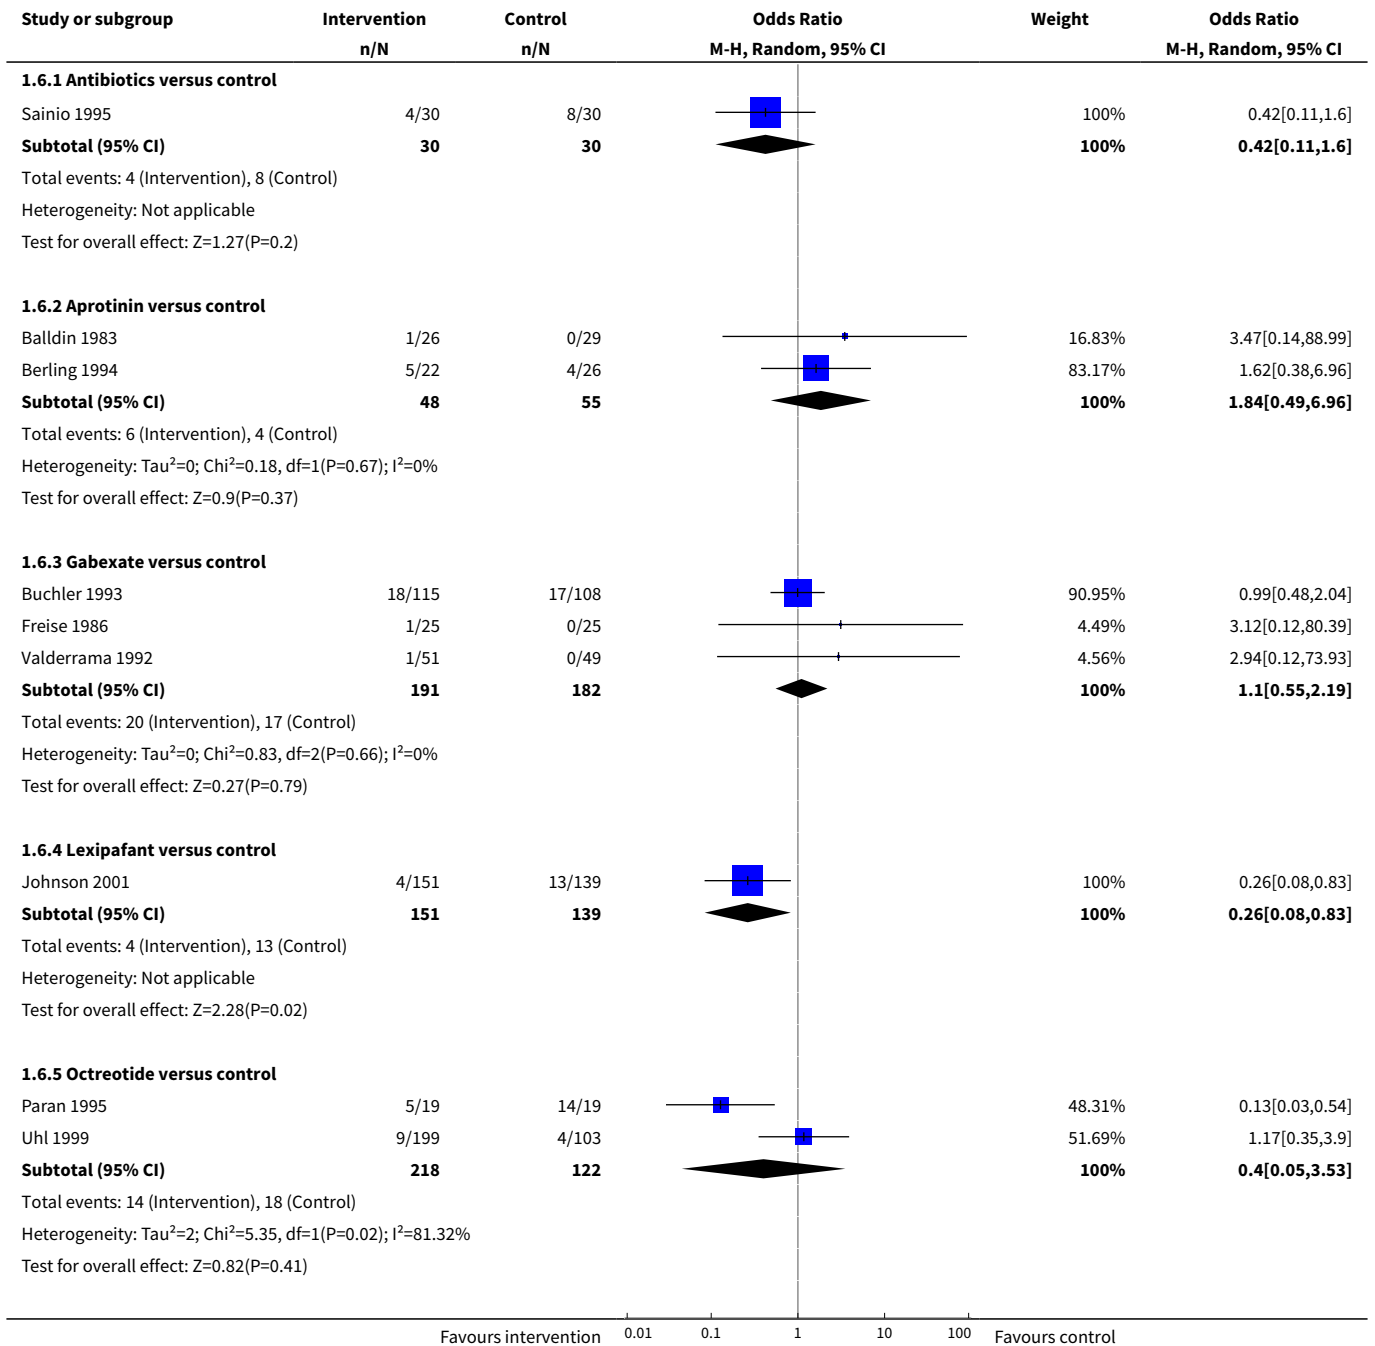 Study or subgroup Intervention Control Odds Ratio Weight Odds Ratio
n/N n/N M-H, Random, 95% CI M-H, Random, 95% CI
1.6.1 Antibiotics versus control
Sainio 1995 4/30 8/30 100% 0.42[0.11,1.6]
Subtotal (95% CI) 30 30 100% 0.42[0.11,1.6]
Total events: 4 (Intervention), 8 (Control)
Heterogeneity: Not applicable
Test for overall effect: Z=1.27(P=0.2)
1.6.2 Aprotinin versus control
Balldin 1983 1/26 0/29 16.83% 3.47[0.14,88.99]
Berling 1994 5/22 4/26 83.17% 1.62[0.38,6.96]
Subtotal (95% CI) 48 55 100% 1.84[0.49,6.96]
Total events: 6 (Intervention), 4 (Control)
Heterogeneity: Tau²=0; Chi²=0.18, df=1(P=0.67); I²=0%
Test for overall effect: Z=0.9(P=0.37)
1.6.3 Gabexate versus control
Buchler 1993 18/115 17/108 90.95% 0.99[0.48,2.04]
Freise 1986 1/25 0/25 4.49% 3.12[0.12,80.39]
Valderrama 1992 1/51 0/49 4.56% 2.94[0.12,73.93]
Subtotal (95% CI) 191 182 100% 1.1[0.55,2.19]
Total events: 20 (Intervention), 17 (Control)
Heterogeneity: Tau²=0; Chi²=0.83, df=2(P=0.66); I²=0%
Test for overall effect: Z=0.27(P=0.79)
1.6.4 Lexipafant versus control
Johnson 2001 4/151 13/139 100% 0.26[0.08,0.83]
Subtotal (95% CI) 151 139 100% 0.26[0.08,0.83]
Total events: 4 (Intervention), 13 (Control)
Heterogeneity: Not applicable
Test for overall effect: Z=2.28(P=0.02)
1.6.5 Octreotide versus control
Paran 1995 5/19 14/19 48.31% 0.13[0.03,0.54]
Uhl 1999 9/199 4/103 51.69% 1.17[0.35,3.9]
Subtotal (95% CI) 218 122 100% 0.4[0.05,3.53]
Total events: 14 (Intervention), 18 (Control)
Heterogeneity: Tau²=2; Chi²=5.35, df=1(P=0.02); I²=81.32%
Test for overall effect: Z=0.82(P=0.41)
Favours intervention 0.01 0.1 1 10 100 Favours control